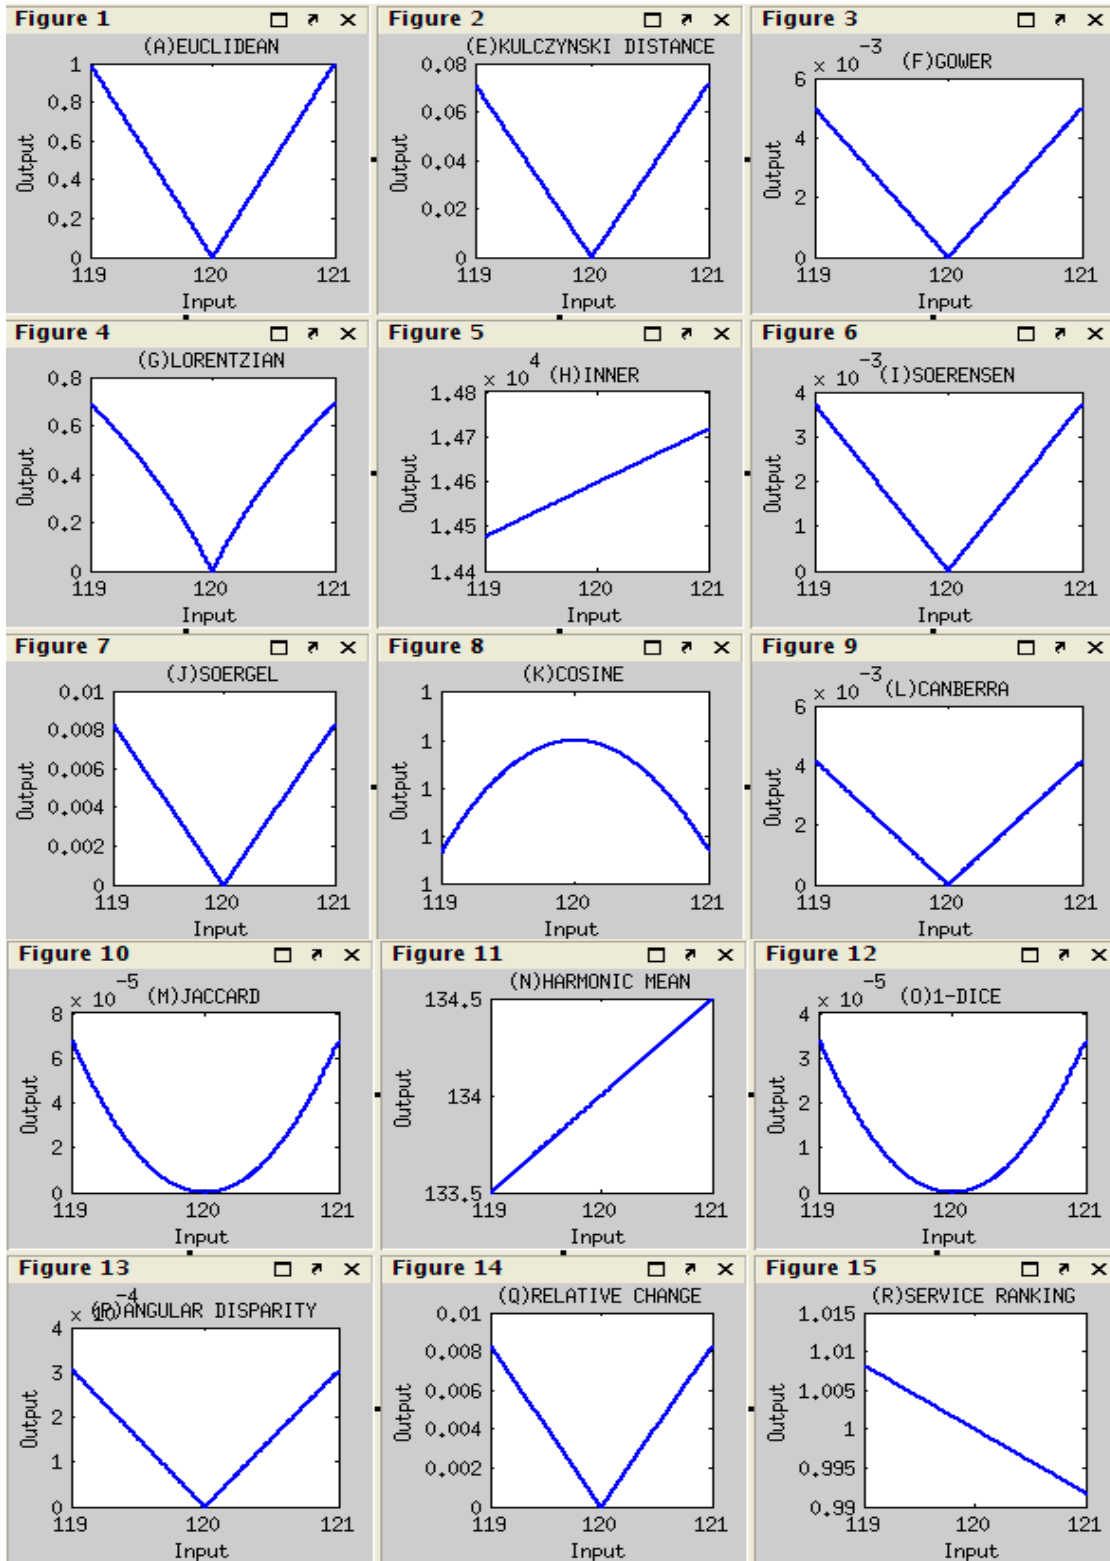 Figure 1
(A)EUCLIDEAN
1
0.8
0.6
0.4
0.2
0
Output
119 120 121
Input
Figure 2
(E)KULCZYNSKI DISTANCE
0.08
0.06
0.04
0.02
0
Output
119 120 121
Input
Figure 3
× 10⁻³ (F)GOWER
6
4
2
0
Output
119 120 121
Input
Figure 4
(G)LORENTZIAN
0.8
0.6
0.4
0.2
0
Output
119 120 121
Input
Figure 5
× 10⁴ (H)INNER
1.48
1.47
1.46
1.45
1.44
Output
119 120 121
Input
Figure 6
× 10⁻³ (I)SOERENSEN
4
3
2
1
0
Output
119 120 121
Input
Figure 7
(J)SOERGEL
0.01
0.008
0.006
0.004
0.002
0
Output
119 120 121
Input
Figure 8
(K)COSINE
1
1
1
1
1
Output
119 120 121
Input
Figure 9
× 10⁻³ (L)CANBERRA
6
4
2
0
Output
119 120 121
Input
Figure 10
× 10⁻⁵ (M)JACCARD
8
6
4
2
0
Output
119 120 121
Input
Figure 11
(N)HARMONIC MEAN
134.5
134
133.5
Output
119 120 121
Input
Figure 12
× 10⁻⁵ (O)1-DICE
4
3
2
1
0
Output
119 120 121
Input
Figure 13
× 10⁻⁴ (P)ANGULAR DISPARITY
4
3
2
1
0
Output
119 120 121
Input
Figure 14
(Q)RELATIVE CHANGE
0.01
0.008
0.006
0.004
0.002
0
Output
119 120 121
Input
Figure 15
(R)SERVICE RANKING
1.015
1.01
1.005
1
0.995
0.99
Output
119 120 121
Input